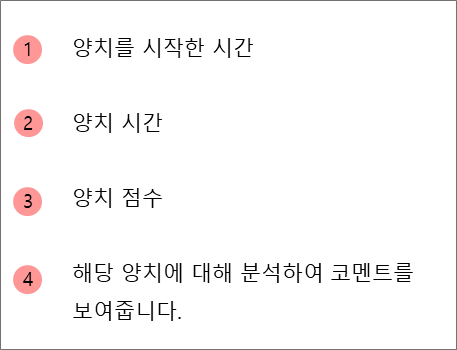 1 양치를 시작한 시간
2 양치 시간
3 양치 점수
4 해당 양치에 대해 분석하여 코멘트를
보여줍니다.